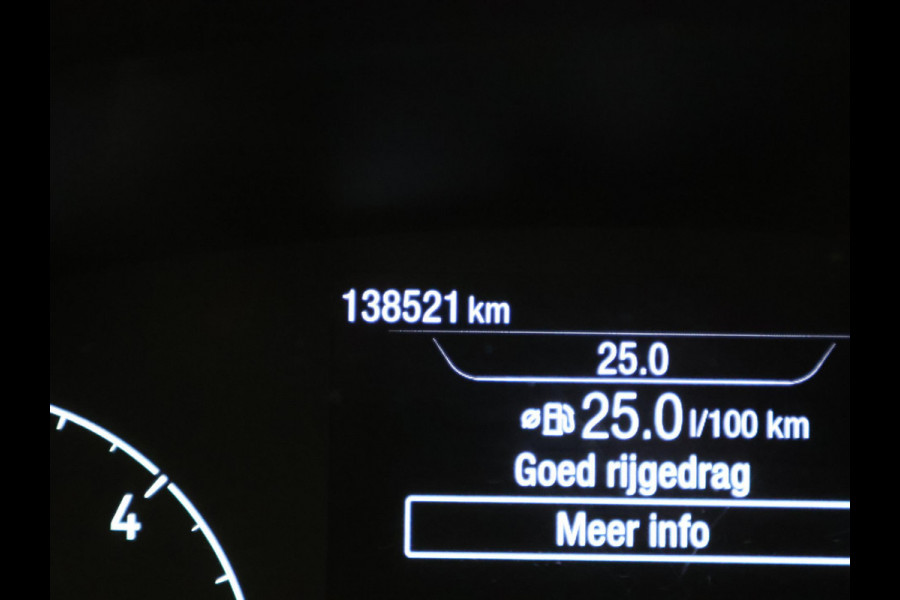 138521 km
25.0
ø 25.0 l/100 km
Goed rijgedrag
Meer info
4